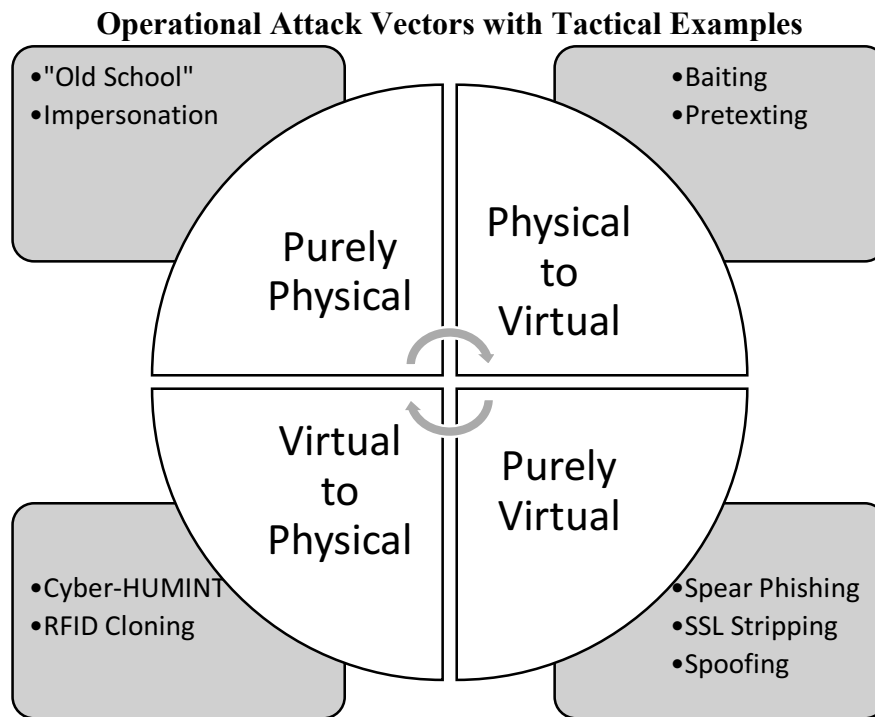 Operational Attack Vectors with Tactical Examples
•"Old School"
•Impersonation
•Baiting
•Pretexting
Purely
Physical
Physical
to
Virtual
Virtual
to
Physical
Purely
Virtual
•Cyber-HUMINT
•RFID Cloning
•Spear Phishing
•SSL Stripping
•Spoofing